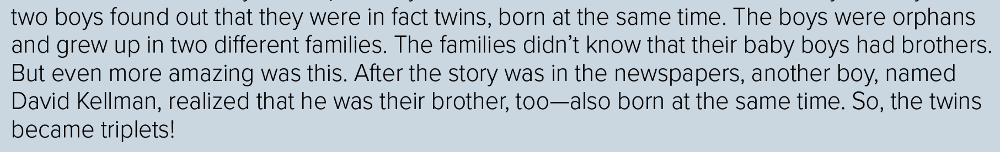 two boys found out that they were in fact twins, born at the same time. The boys were orphans
and grew up in two different families. The families didn’t know that their baby boys had brothers.
But even more amazing was this. After the story was in the newspapers, another boy, named
David Kellman, realized that he was their brother, too—also born at the same time. So, the twins
became triplets!